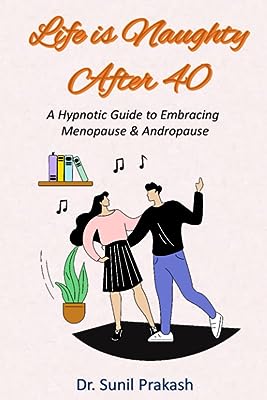 Life is Naughty
After 40
A Hypnotic Guide to Embracing
Menopause & Andropause
Dr. Sunil Prakash